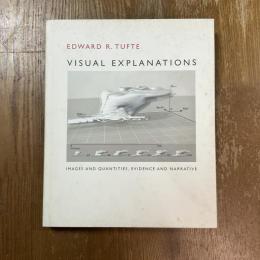 EDWARD R. TUFTE
VISUAL EXPLANATIONS
IMAGES AND QUANTITIES, EVIDENCE AND NARRATIVE